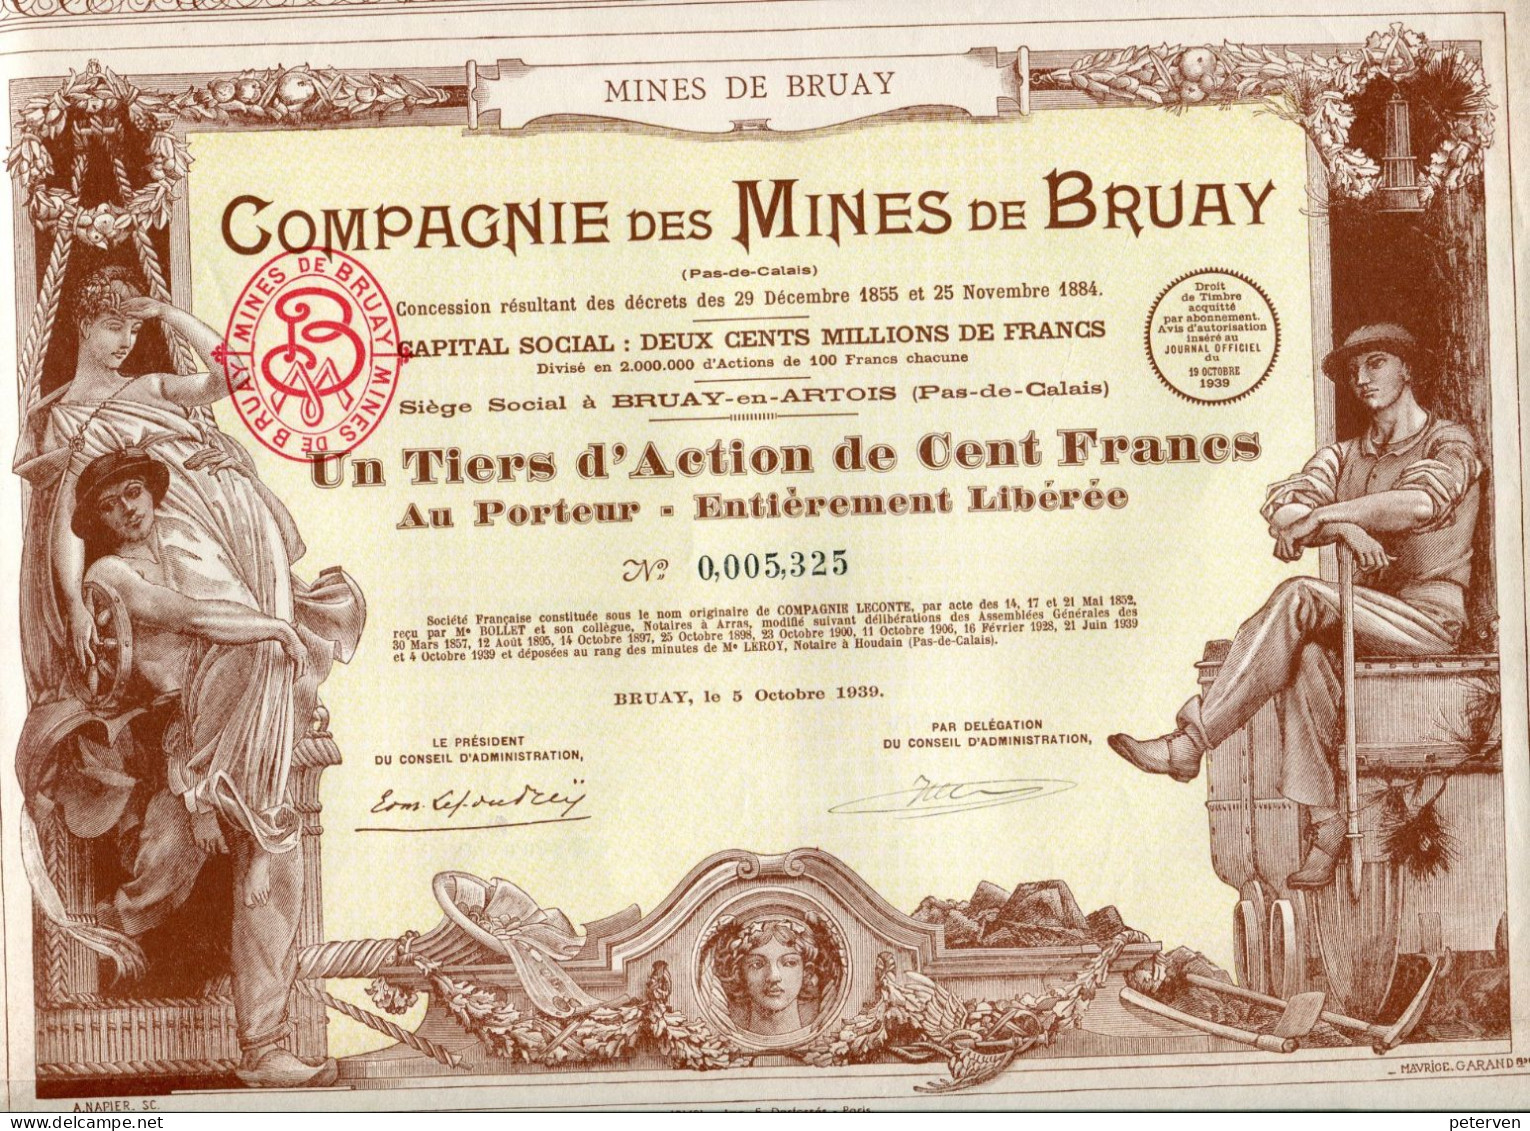 MINES DE BRUAY
COMPAGNIE DES MINES DE BRUAY
(Pas-de-Calais)
Concession résultant des décrets des 29 Décembre 1855 et 25 Novembre 1884.
CAPITAL SOCIAL : DEUX CENTS MILLIONS DE FRANCS
Divisé en 2.000.000 d'Actions de 100 Francs chacune
Siège Social à BRUAY-en-ARTOIS (Pas-de-Calais)
MINES DE BRUAY MINES DE BRUAY
Droit
de Timbre
acquitté
par abonnement.
Avis d'autorisation
inséré au
JOURNAL OFFICIEL
du
19 OCTOBRE
1939
Un Tiers d'Action de Cent Francs
Au Porteur - Entièrement Libérée
Nº 0,005,325
Société Française constituée sous le nom originaire de COMPAGNIE LECONTE, par acte des 14, 17 et 21 Mai 1852,
reçu par Me BOLLET et son collègue, Notaires à Arras, modifié suivant délibérations des Assemblées Générales des
30 Mars 1857, 12 Août 1895, 14 Octobre 1897, 25 Octobre 1898, 23 Octobre 1900, 11 Octobre 1906, 16 Février 1928, 21 Juin 1939
et 4 Octobre 1939 et déposées au rang des minutes de Me LEROY, Notaire à Houdain (Pas-de-Calais).
BRUAY, le 5 Octobre 1939.
LE PRÉSIDENT
DU CONSEIL D'ADMINISTRATION,
PAR DÉLÉGATION
DU CONSEIL D'ADMINISTRATION,
A.NAPIER. SC.
MAVRICE.GARAND
Paris
peterven